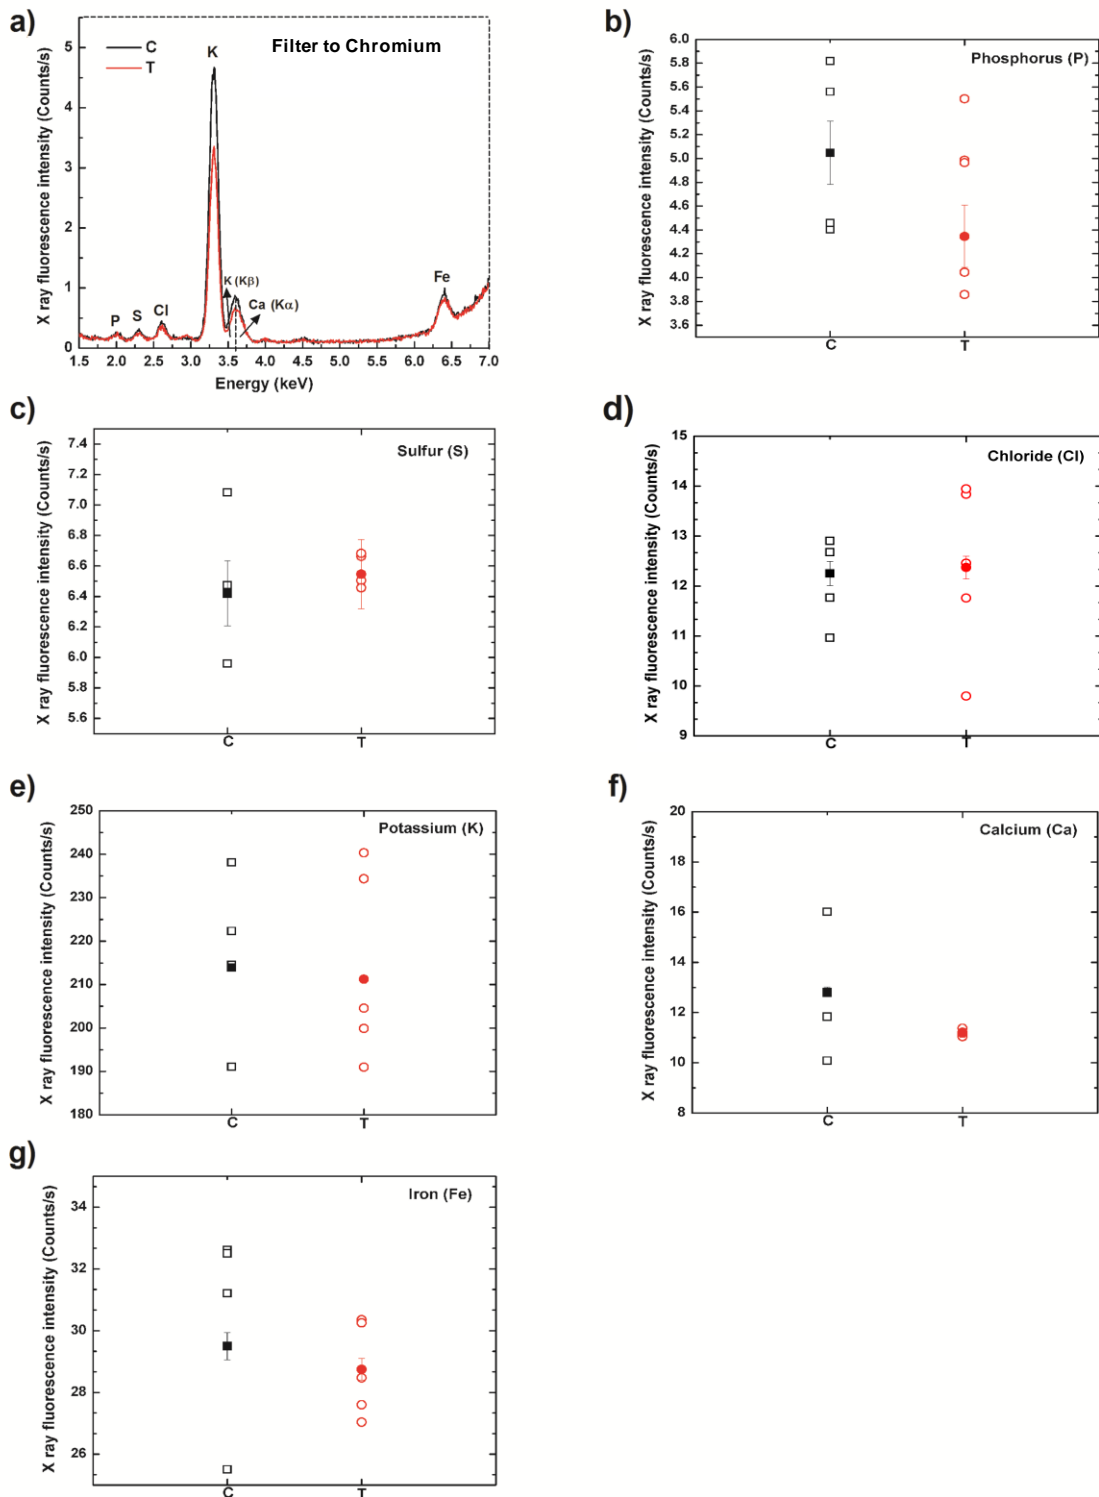 a)
Filter to Chromium
C
T
K
K (Kβ)
Ca (Kα)
P
S
Cl
Fe
5
4
3
2
1
0
1.5 2.0 2.5 3.0 3.5 4.0 4.5 5.0 5.5 6.0 6.5 7.0
Energy (keV)
X ray fluorescence intensity (Counts/s)
b)
Phosphorus (P)
6.0
5.8
5.6
5.4
5.2
5.0
4.8
4.6
4.4
4.2
4.0
3.8
3.6
C T
X ray fluorescence intensity (Counts/s)
c)
Sulfur (S)
7.4
7.2
7.0
6.8
6.6
6.4
6.2
6.0
5.8
5.6
C T
X ray fluorescence intensity (Counts/s)
d)
Chloride (Cl)
15
14
13
12
11
10
9
C T
X ray fluorescence intensity (Counts/s)
e)
Potassium (K)
250
240
230
220
210
200
190
180
C T
X ray fluorescence intensity (Counts/s)
f)
Calcium (Ca)
20
18
16
14
12
10
8
C T
X ray fluorescence intensity (Counts/s)
g)
Iron (Fe)
34
32
30
28
26
C T
X ray fluorescence intensity (Counts/s)